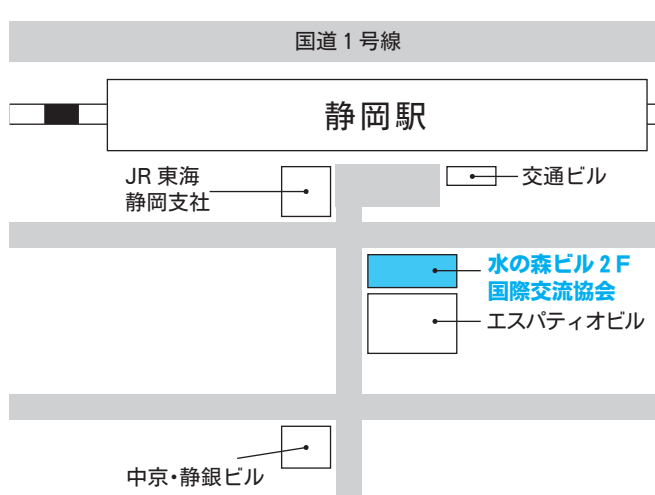 国道1号線
静岡駅
JR東海
静岡支社
交通ビル
水の森ビル2F
国際交流協会
エスパティオビル
中京・静銀ビル